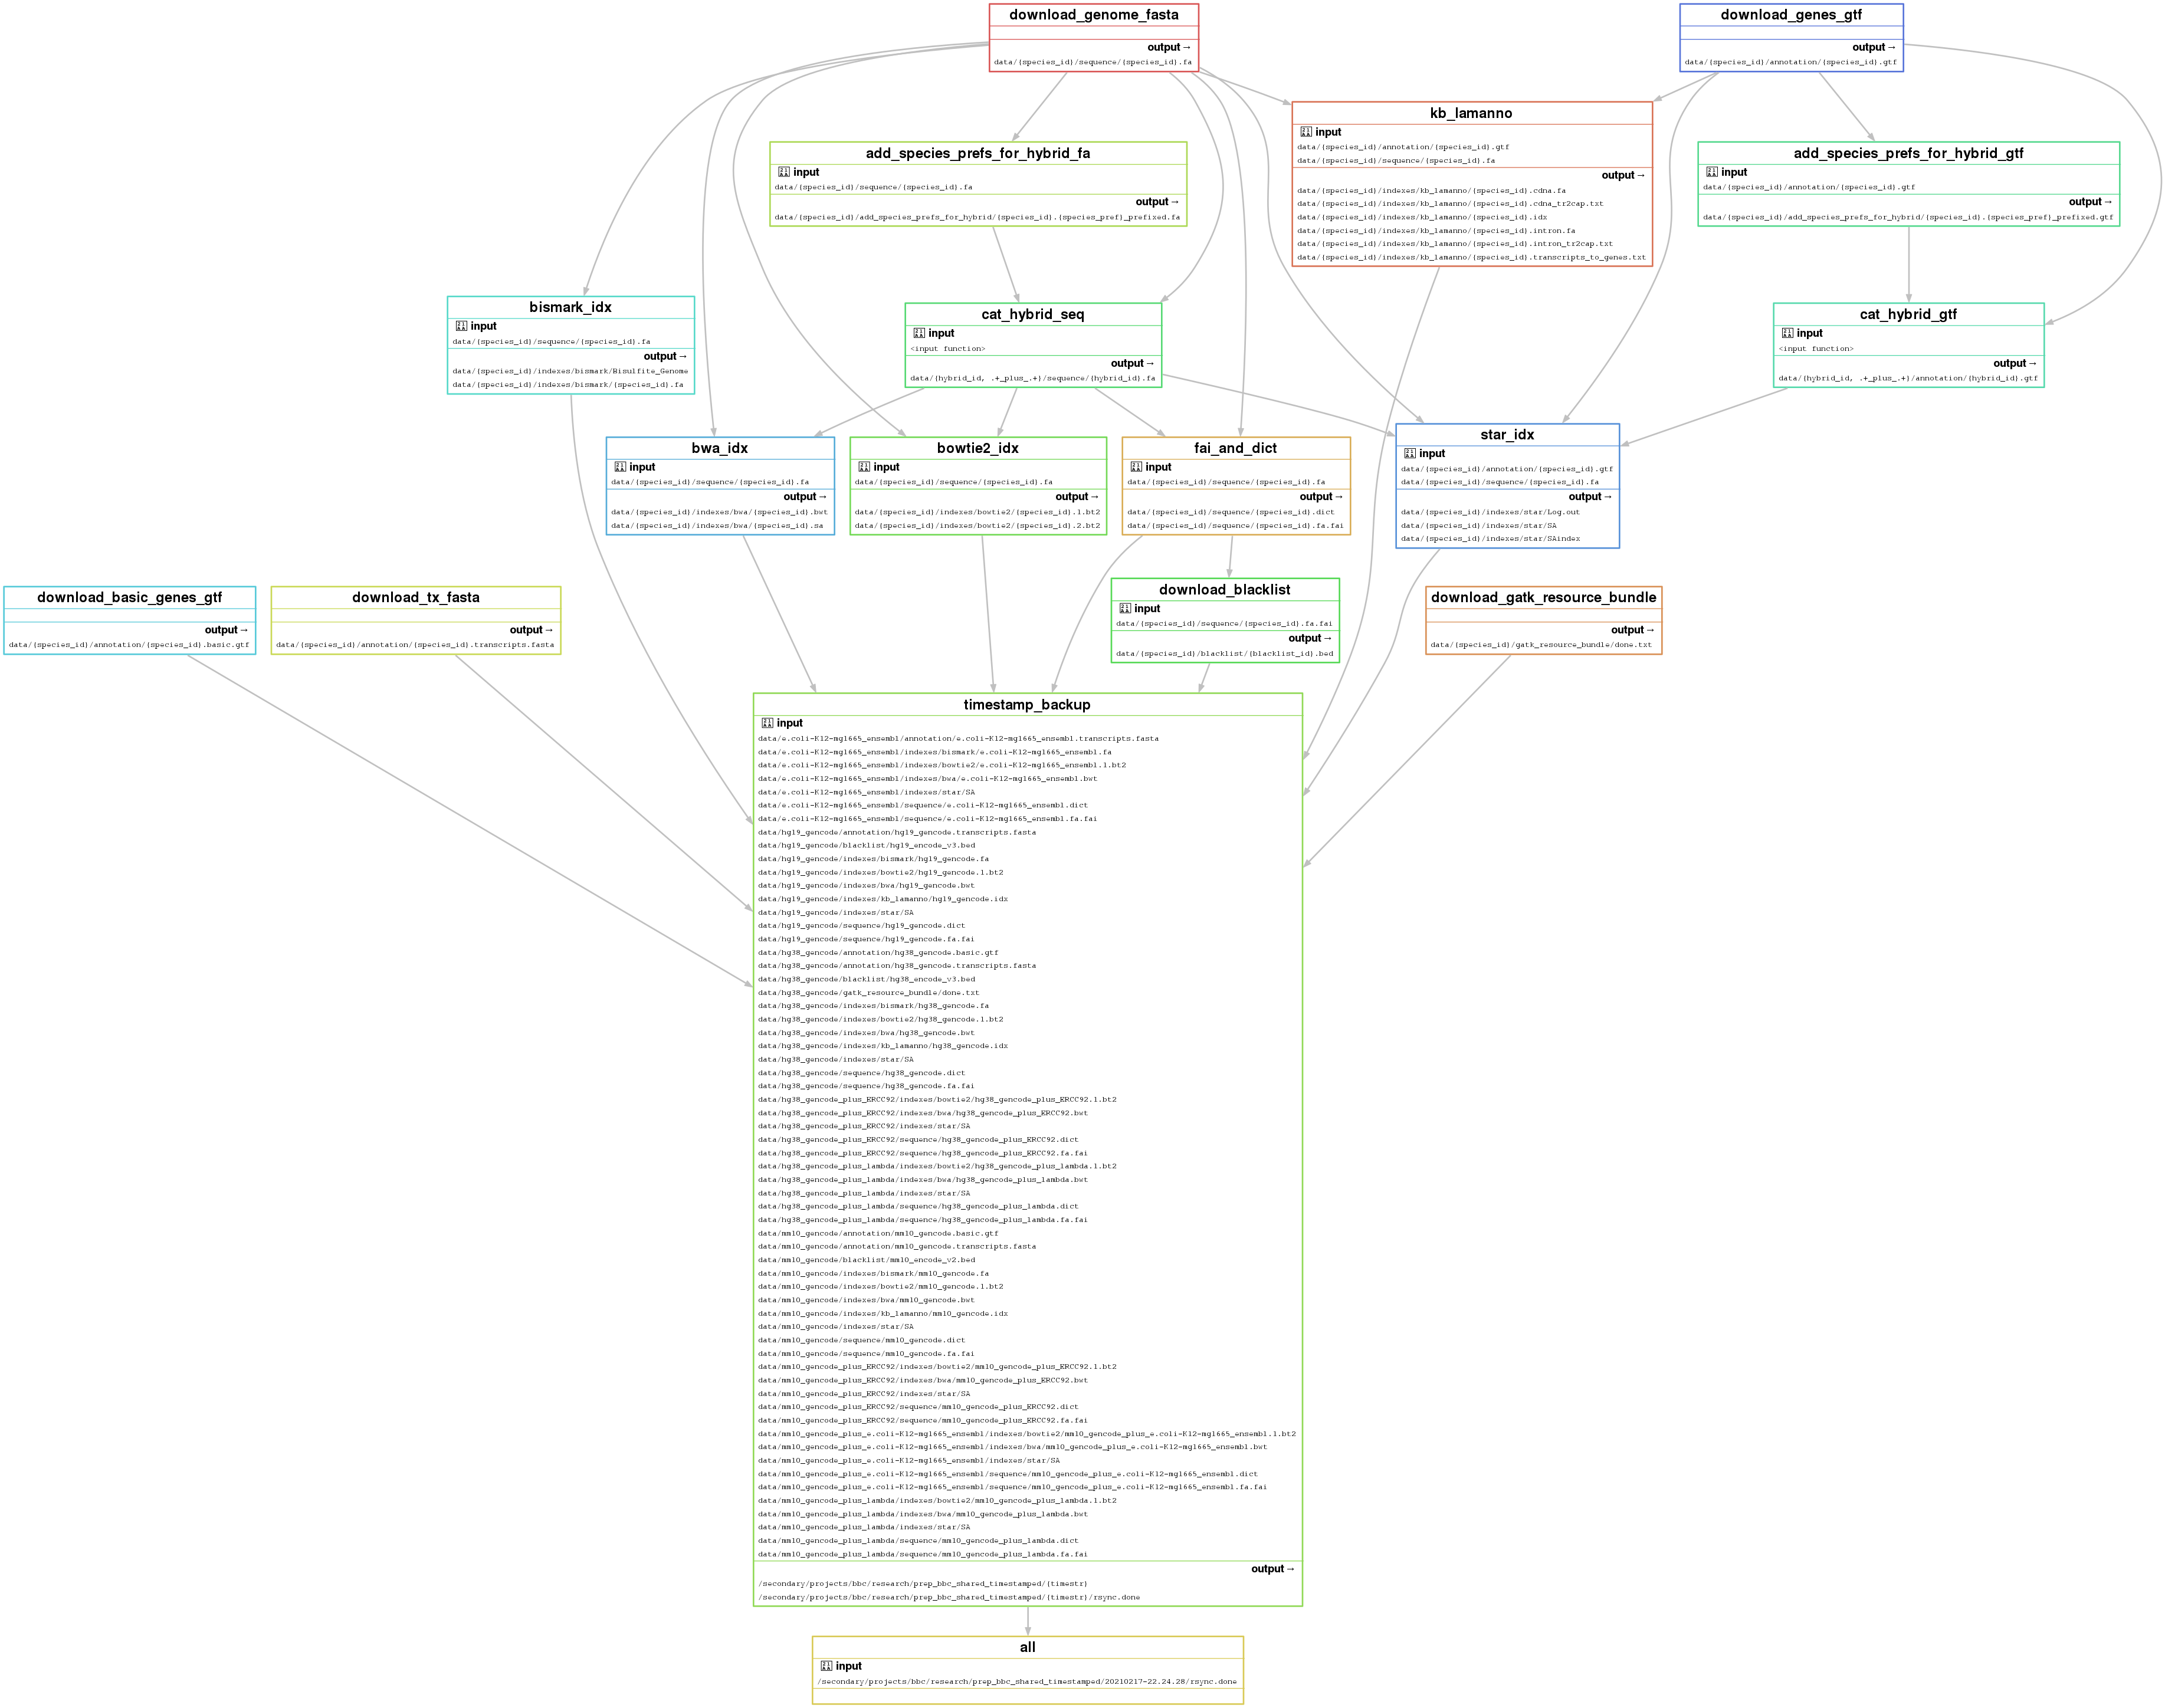 download_genome_fasta
output →
data/{species_id}/sequence/{species_id}.fa
download_genes_gtf
output →
data/{species_id}/annotation/{species_id}.gtf
kb_lamanno
input
data/{species_id}/annotation/{species_id}.gtf
data/{species_id}/sequence/{species_id}.fa
output →
data/{species_id}/indexes/kb_lamanno/{species_id}.cdna.fa
data/{species_id}/indexes/kb_lamanno/{species_id}.cdna_tr2cap.txt
data/{species_id}/indexes/kb_lamanno/{species_id}.idx
data/{species_id}/indexes/kb_lamanno/{species_id}.intron.fa
data/{species_id}/indexes/kb_lamanno/{species_id}.intron_tr2cap.txt
data/{species_id}/indexes/kb_lamanno/{species_id}.transcripts_to_genes.txt
add_species_prefs_for_hybrid_fa
input
data/{species_id}/sequence/{species_id}.fa
output →
data/{species_id}/add_species_prefs_for_hybrid/{species_id}.{species_pref}_prefixed.fa
add_species_prefs_for_hybrid_gtf
input
data/{species_id}/annotation/{species_id}.gtf
output →
data/{species_id}/add_species_prefs_for_hybrid/{species_id}.{species_pref}_prefixed.gtf
bismark_idx
input
data/{species_id}/sequence/{species_id}.fa
output →
data/{species_id}/indexes/bismark/Bisulfite_Genome
data/{species_id}/indexes/bismark/{species_id}.fa
cat_hybrid_seq
input
<input function>
output →
data/{hybrid_id, .+_plus_.+}/sequence/{hybrid_id}.fa
cat_hybrid_gtf
input
<input function>
output →
data/{hybrid_id, .+_plus_.+}/annotation/{hybrid_id}.gtf
bwa_idx
input
data/{species_id}/sequence/{species_id}.fa
output →
data/{species_id}/indexes/bwa/{species_id}.bwt
data/{species_id}/indexes/bwa/{species_id}.sa
bowtie2_idx
input
data/{species_id}/sequence/{species_id}.fa
output →
data/{species_id}/indexes/bowtie2/{species_id}.1.bt2
data/{species_id}/indexes/bowtie2/{species_id}.2.bt2
fai_and_dict
input
data/{species_id}/sequence/{species_id}.fa
output →
data/{species_id}/sequence/{species_id}.dict
data/{species_id}/sequence/{species_id}.fa.fai
star_idx
input
data/{species_id}/annotation/{species_id}.gtf
data/{species_id}/sequence/{species_id}.fa
output →
data/{species_id}/indexes/star/Log.out
data/{species_id}/indexes/star/SA
data/{species_id}/indexes/star/SAindex
download_basic_genes_gtf
output →
data/{species_id}/annotation/{species_id}.basic.gtf
download_tx_fasta
output →
data/{species_id}/annotation/{species_id}.transcripts.fasta
download_blacklist
input
data/{species_id}/sequence/{species_id}.fa.fai
output →
data/{species_id}/blacklist/{blacklist_id}.bed
download_gatk_resource_bundle
output →
data/{species_id}/gatk_resource_bundle/done.txt
timestamp_backup
input
data/e.coli-K12-mg1665_ensembl/annotation/e.coli-K12-mg1665_ensembl.transcripts.fasta
data/e.coli-K12-mg1665_ensembl/indexes/bismark/e.coli-K12-mg1665_ensembl.fa
data/e.coli-K12-mg1665_ensembl/indexes/bowtie2/e.coli-K12-mg1665_ensembl.1.bt2
data/e.coli-K12-mg1665_ensembl/indexes/bwa/e.coli-K12-mg1665_ensembl.bwt
data/e.coli-K12-mg1665_ensembl/indexes/star/SA
data/e.coli-K12-mg1665_ensembl/sequence/e.coli-K12-mg1665_ensembl.dict
data/e.coli-K12-mg1665_ensembl/sequence/e.coli-K12-mg1665_ensembl.fa.fai
data/hg19_gencode/annotation/hg19_gencode.transcripts.fasta
data/hg19_gencode/blacklist/hg19_encode_v3.bed
data/hg19_gencode/indexes/bismark/hg19_gencode.fa
data/hg19_gencode/indexes/bowtie2/hg19_gencode.1.bt2
data/hg19_gencode/indexes/bwa/hg19_gencode.bwt
data/hg19_gencode/indexes/kb_lamanno/hg19_gencode.idx
data/hg19_gencode/indexes/star/SA
data/hg19_gencode/sequence/hg19_gencode.dict
data/hg19_gencode/sequence/hg19_gencode.fa.fai
data/hg38_gencode/annotation/hg38_gencode.basic.gtf
data/hg38_gencode/annotation/hg38_gencode.transcripts.fasta
data/hg38_gencode/blacklist/hg38_encode_v3.bed
data/hg38_gencode/gatk_resource_bundle/done.txt
data/hg38_gencode/indexes/bismark/hg38_gencode.fa
data/hg38_gencode/indexes/bowtie2/hg38_gencode.1.bt2
data/hg38_gencode/indexes/bwa/hg38_gencode.bwt
data/hg38_gencode/indexes/kb_lamanno/hg38_gencode.idx
data/hg38_gencode/indexes/star/SA
data/hg38_gencode/sequence/hg38_gencode.dict
data/hg38_gencode/sequence/hg38_gencode.fa.fai
data/hg38_gencode_plus_ERCC92/indexes/bowtie2/hg38_gencode_plus_ERCC92.1.bt2
data/hg38_gencode_plus_ERCC92/indexes/bwa/hg38_gencode_plus_ERCC92.bwt
data/hg38_gencode_plus_ERCC92/indexes/star/SA
data/hg38_gencode_plus_ERCC92/sequence/hg38_gencode_plus_ERCC92.dict
data/hg38_gencode_plus_ERCC92/sequence/hg38_gencode_plus_ERCC92.fa.fai
data/hg38_gencode_plus_lambda/indexes/bowtie2/hg38_gencode_plus_lambda.1.bt2
data/hg38_gencode_plus_lambda/indexes/bwa/hg38_gencode_plus_lambda.bwt
data/hg38_gencode_plus_lambda/indexes/star/SA
data/hg38_gencode_plus_lambda/sequence/hg38_gencode_plus_lambda.dict
data/hg38_gencode_plus_lambda/sequence/hg38_gencode_plus_lambda.fa.fai
data/mm10_gencode/annotation/mm10_gencode.basic.gtf
data/mm10_gencode/annotation/mm10_gencode.transcripts.fasta
data/mm10_gencode/blacklist/mm10_encode_v2.bed
data/mm10_gencode/indexes/bismark/mm10_gencode.fa
data/mm10_gencode/indexes/bowtie2/mm10_gencode.1.bt2
data/mm10_gencode/indexes/bwa/mm10_gencode.bwt
data/mm10_gencode/indexes/kb_lamanno/mm10_gencode.idx
data/mm10_gencode/indexes/star/SA
data/mm10_gencode/sequence/mm10_gencode.dict
data/mm10_gencode/sequence/mm10_gencode.fa.fai
data/mm10_gencode_plus_ERCC92/indexes/bowtie2/mm10_gencode_plus_ERCC92.1.bt2
data/mm10_gencode_plus_ERCC92/indexes/bwa/mm10_gencode_plus_ERCC92.bwt
data/mm10_gencode_plus_ERCC92/indexes/star/SA
data/mm10_gencode_plus_ERCC92/sequence/mm10_gencode_plus_ERCC92.dict
data/mm10_gencode_plus_ERCC92/sequence/mm10_gencode_plus_ERCC92.fa.fai
data/mm10_gencode_plus_e.coli-K12-mg1665_ensembl/indexes/bowtie2/mm10_gencode_plus_e.coli-K12-mg1665_ensembl.1.bt2
data/mm10_gencode_plus_e.coli-K12-mg1665_ensembl/indexes/bwa/mm10_gencode_plus_e.coli-K12-mg1665_ensembl.bwt
data/mm10_gencode_plus_e.coli-K12-mg1665_ensembl/indexes/star/SA
data/mm10_gencode_plus_e.coli-K12-mg1665_ensembl/sequence/mm10_gencode_plus_e.coli-K12-mg1665_ensembl.dict
data/mm10_gencode_plus_e.coli-K12-mg1665_ensembl/sequence/mm10_gencode_plus_e.coli-K12-mg1665_ensembl.fa.fai
data/mm10_gencode_plus_lambda/indexes/bowtie2/mm10_gencode_plus_lambda.1.bt2
data/mm10_gencode_plus_lambda/indexes/bwa/mm10_gencode_plus_lambda.bwt
data/mm10_gencode_plus_lambda/indexes/star/SA
data/mm10_gencode_plus_lambda/sequence/mm10_gencode_plus_lambda.dict
data/mm10_gencode_plus_lambda/sequence/mm10_gencode_plus_lambda.fa.fai
output →
/secondary/projects/bbc/research/prep_bbc_shared_timestamped/{timestr}
/secondary/projects/bbc/research/prep_bbc_shared_timestamped/{timestr}/rsync.done
all
input
/secondary/projects/bbc/research/prep_bbc_shared_timestamped/20210217-22.24.28/rsync.done